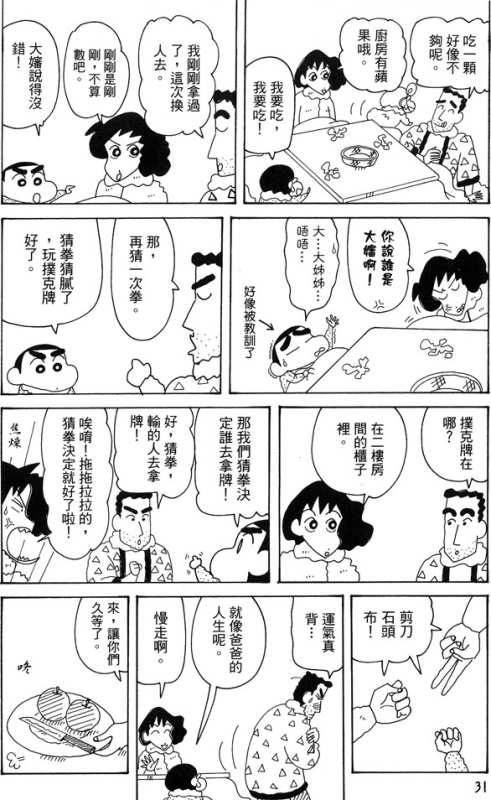 吃一顆
好像不
夠呢。
廚房有蘋
果哦。
我要吃，
我要吃！
我剛剛拿過
了，這次換
人去。
剛剛是剛
剛，不算
數吧。
大嬸說得沒
錯！
你說誰是
大嬸啊！
大…大姊姊…
唔唔…
好像被教訓了
那，
再猜一次拳。
猜拳猜膩了
，玩撲克牌
好了。
撲克牌在
哪？
在二樓房
間的櫃子
裡。
那我們猜拳決
定誰去拿牌！
好，猜拳，
輸的人去拿
牌！
唉唷！拖拖拉拉的，
猜拳決定就好了啦！
焦燥
剪刀
石頭
布！
運氣真
背…
就像爸爸的
人生呢。
慢走啊。
來，讓你們
久等了。
咚
31